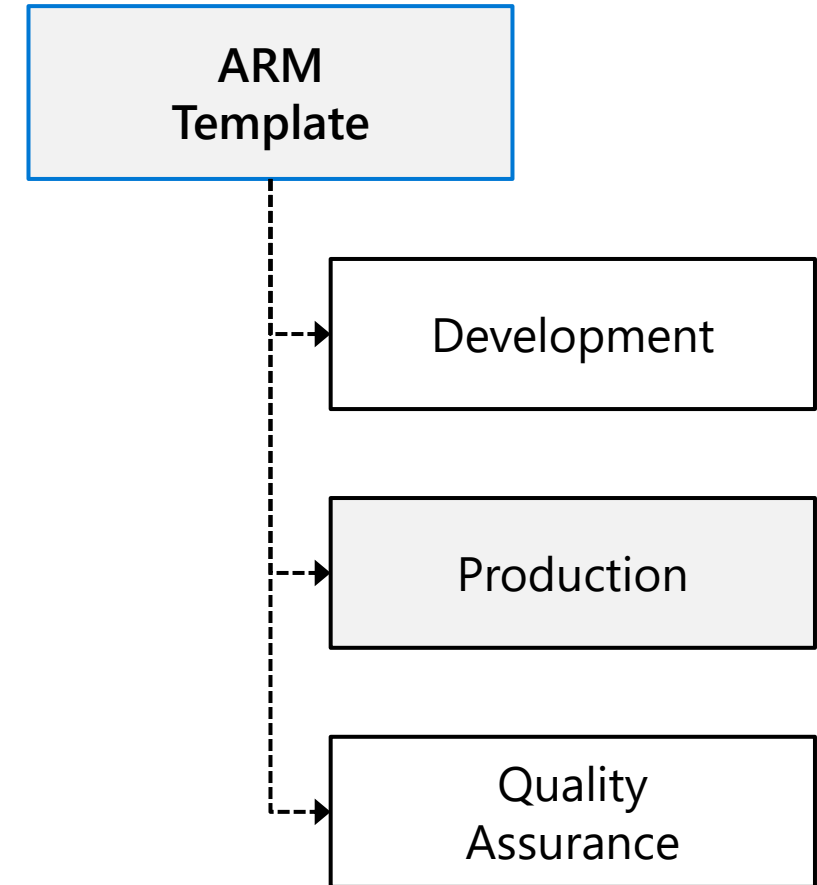 ARM
Template
Development
Production
Quality
Assurance